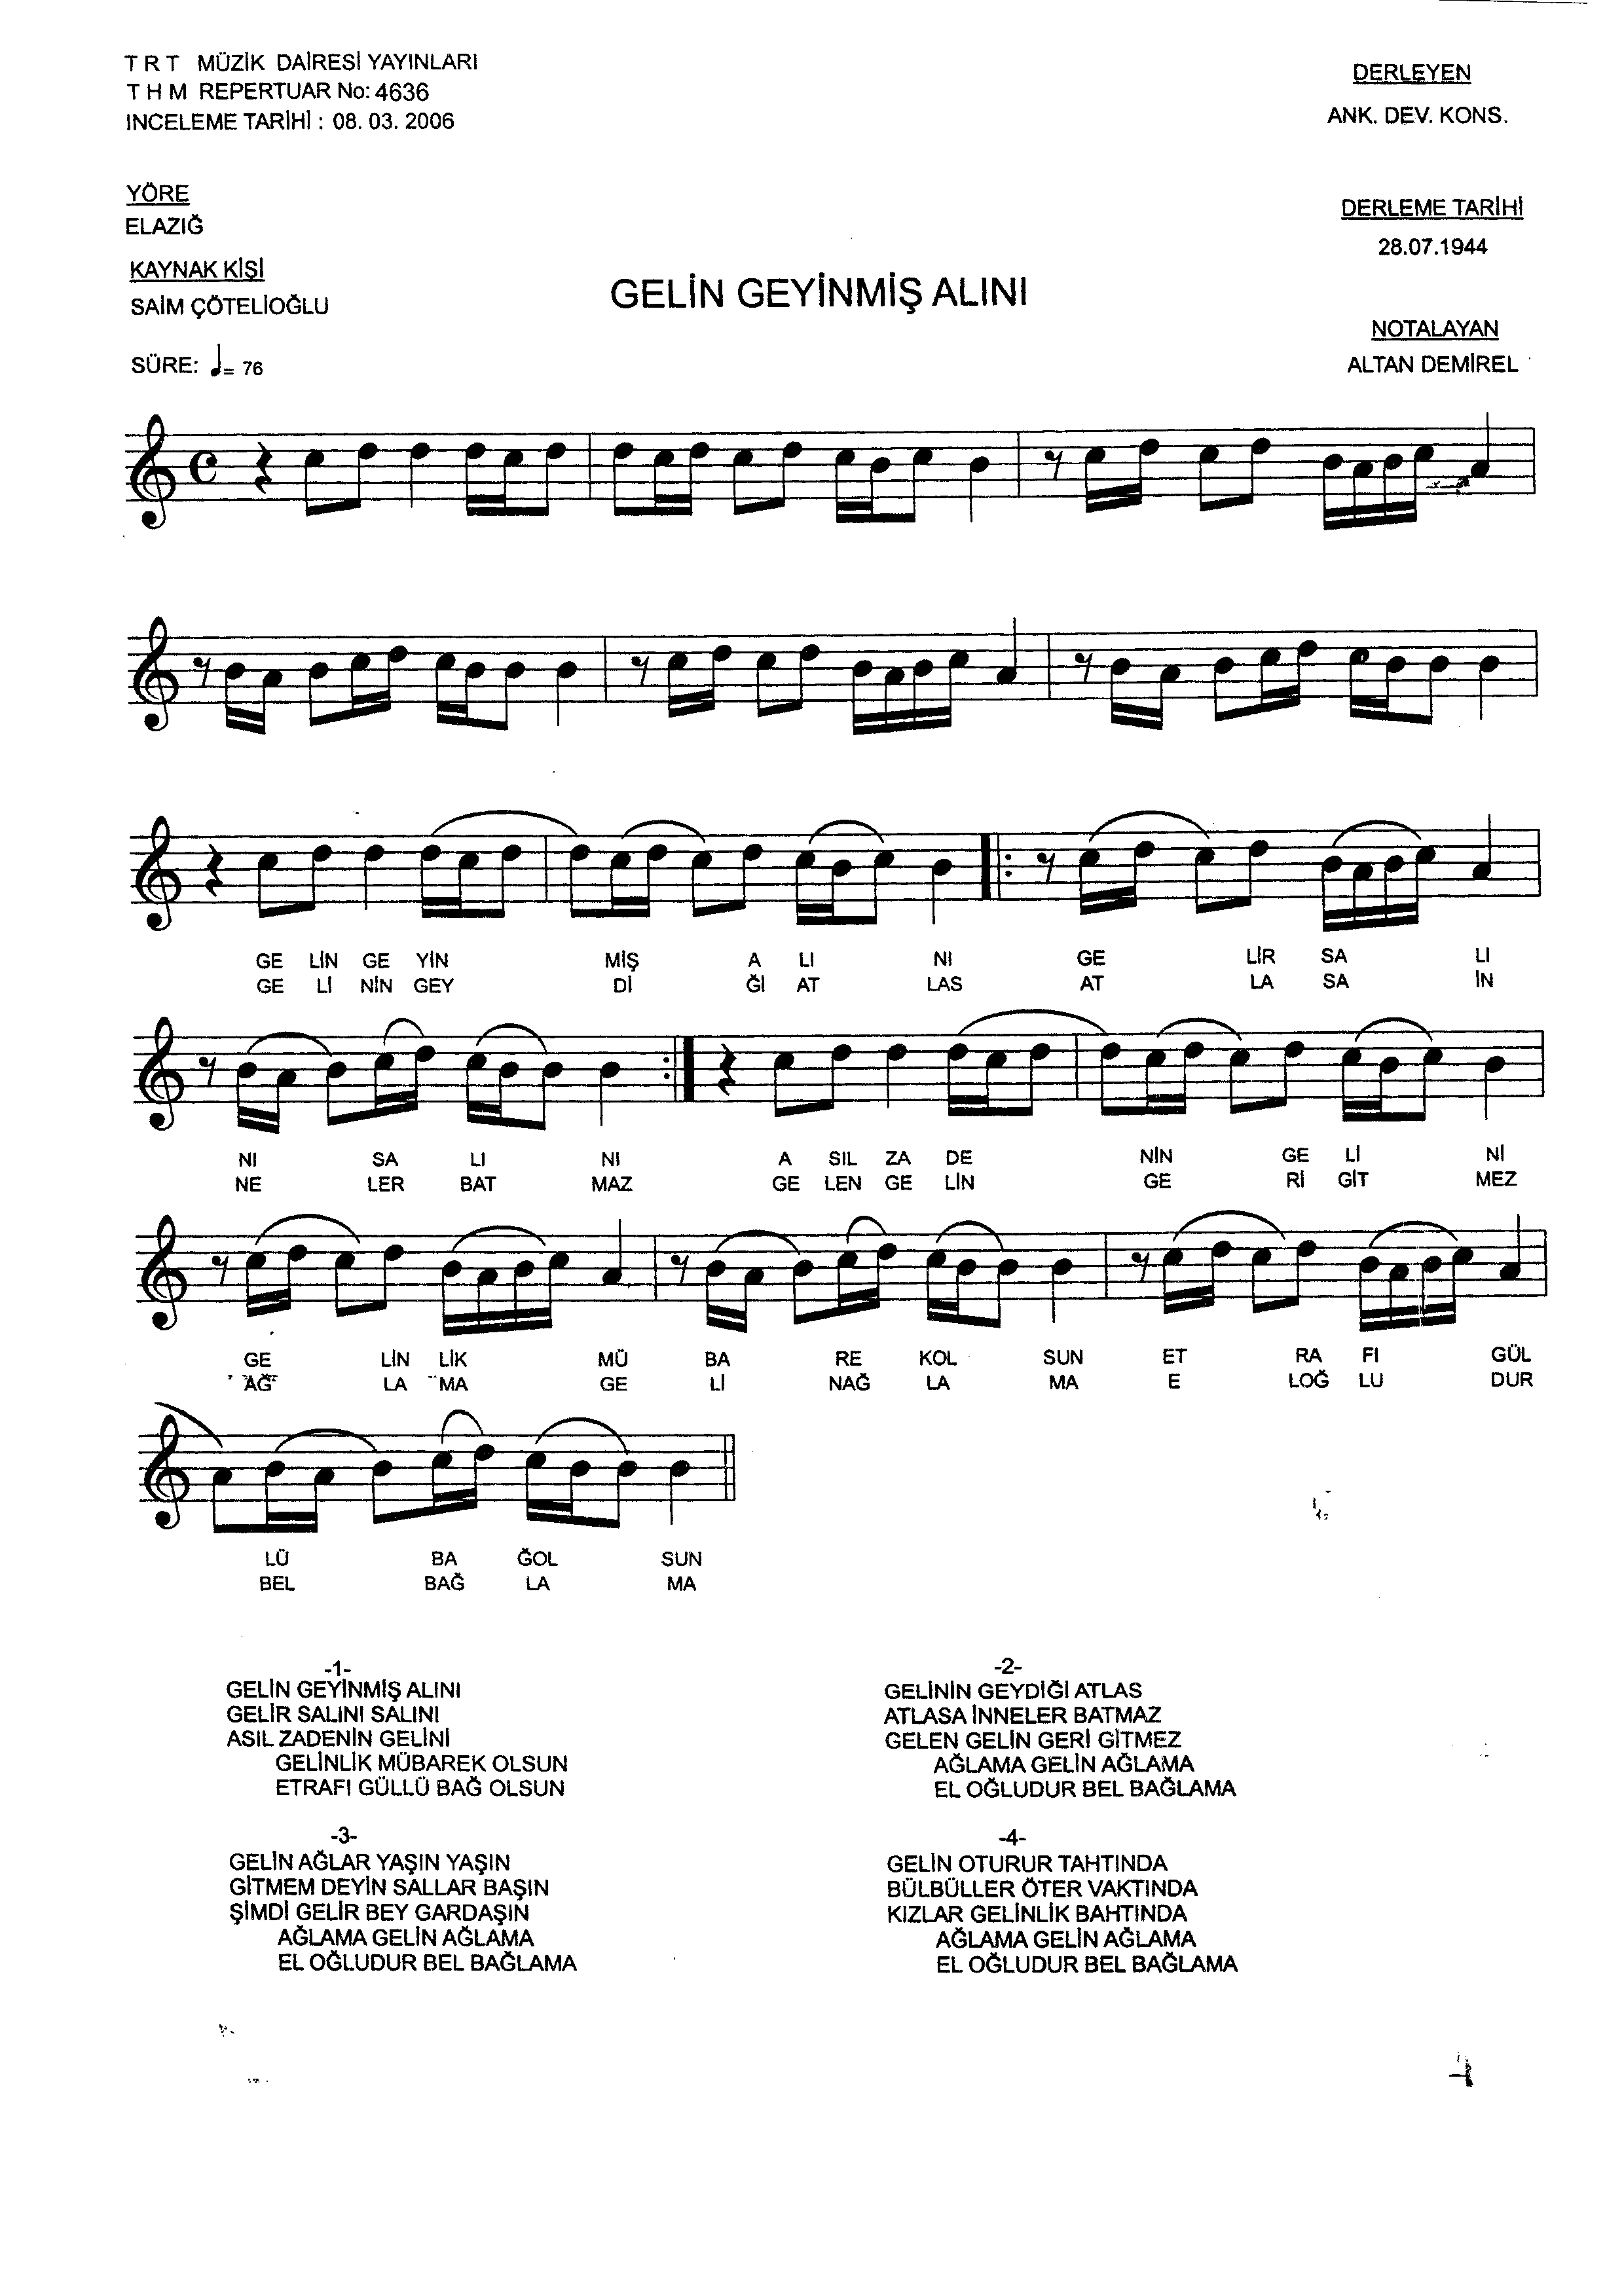 T R T MÜZİK DAİRESİ YAYINLARI
T H M REPERTUAR No: 4636
INCELEME TARİHİ : 08. 03. 2006
DERLEYEN
ANK. DEV. KONS.
YÖRE
ELAZIĞ
DERLEME TARİHİ
28.07.1944
KAYNAK KİŞİ
SAİM ÇÖTELİOĞLU
GELİN GEYİNMİŞ ALINI
NOTALAYAN
ALTAN DEMİREL
SÜRE: ♩= 76
GE LİN GE YİN MİŞ A LI NI GE LİR SA LI
GE Lİ NİN GEY Dİ Ğİ AT LAS AT LA SA İN
NI SA LI NI A SIL ZA DE NİN GE Lİ Nİ
NE LER BAT MAZ GE LEN GE LİN GE Rİ GİT MEZ
GE LİN LİK MÜ BA RE KOL SUN ET RA FI GÜL
AĞ LA MA GE Lİ NAĞ LA MA E LOĞ LU DUR
LÜ BA ĞOL SUN
BEL BAĞ LA MA
-1-
GELİN GEYİNMİŞ ALINI
GELİR SALINI SALINI
ASIL ZADENİN GELİNİ
GELİNLİK MÜBAREK OLSUN
ETRAFI GÜLLÜ BAĞ OLSUN
-2-
GELİNİN GEYDİĞİ ATLAS
ATLASA İNNELER BATMAZ
GELEN GELİN GERİ GİTMEZ
AĞLAMA GELİN AĞLAMA
EL OĞLUDUR BEL BAĞLAMA
-3-
GELİN AĞLAR YAŞIN YAŞIN
GİTMEM DEYİN SALLAR BAŞIN
ŞİMDİ GELİR BEY GARDAŞIN
AĞLAMA GELİN AĞLAMA
EL OĞLUDUR BEL BAĞLAMA
-4-
GELİN OTURUR TAHTINDA
BÜLBÜLLER ÖTER VAKTINDA
KIZLAR GELİNLİK BAHTINDA
AĞLAMA GELİN AĞLAMA
EL OĞLUDUR BEL BAĞLAMA